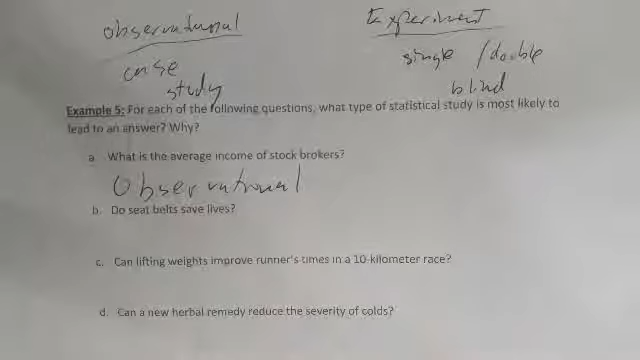 observational Experiment
case single / double
study blind
Example 5: For each of the following questions, what type of statistical study is most likely to
lead to an answer? Why?
a. What is the average income of stock brokers?
Observational
b. Do seat belts save lives?
c. Can lifting weights improve runner's times in a 10-kilometer race?
d. Can a new herbal remedy reduce the severity of colds?